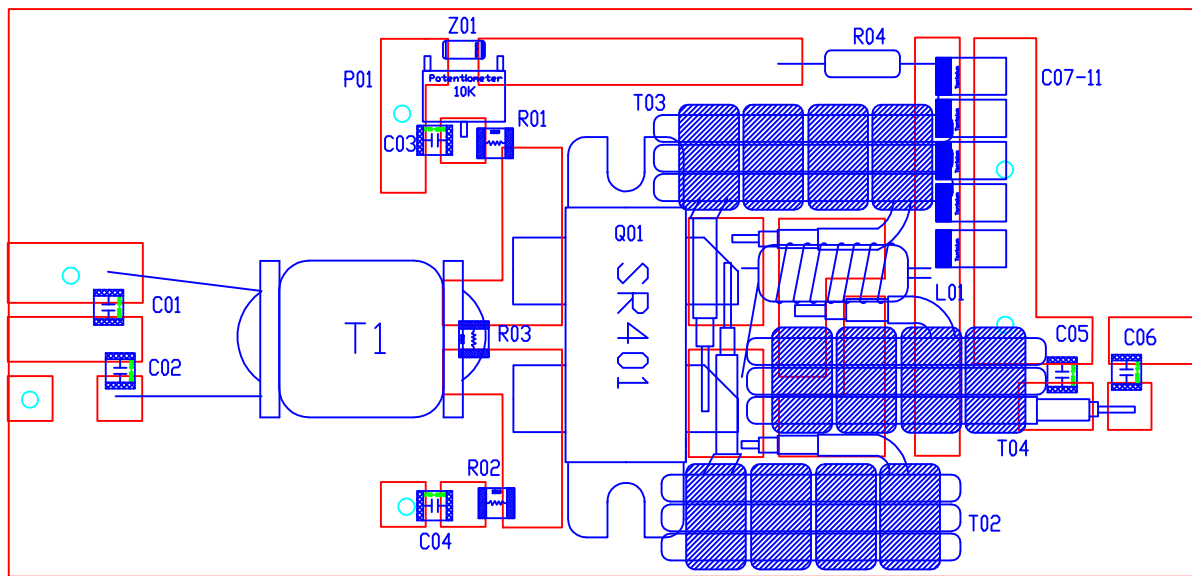 Z01
R04
P01
Potentiometer
10K
C07-11
T03
R01
C03
Q01
SR401
C01
L01
T1
R03
C05
C06
C02
T04
R02
T02
C04